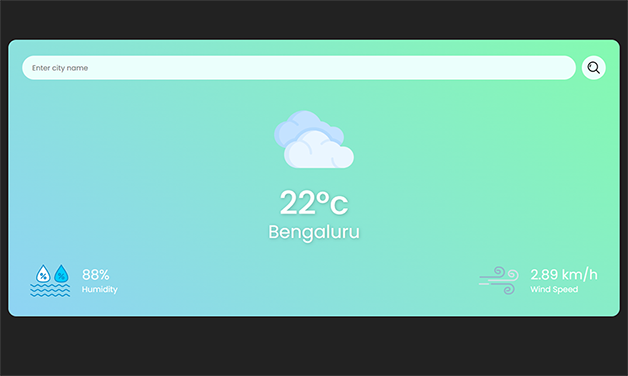 Enter city name
22°c
Bengaluru
% %
88%
Humidity
2.89 km/h
Wind Speed